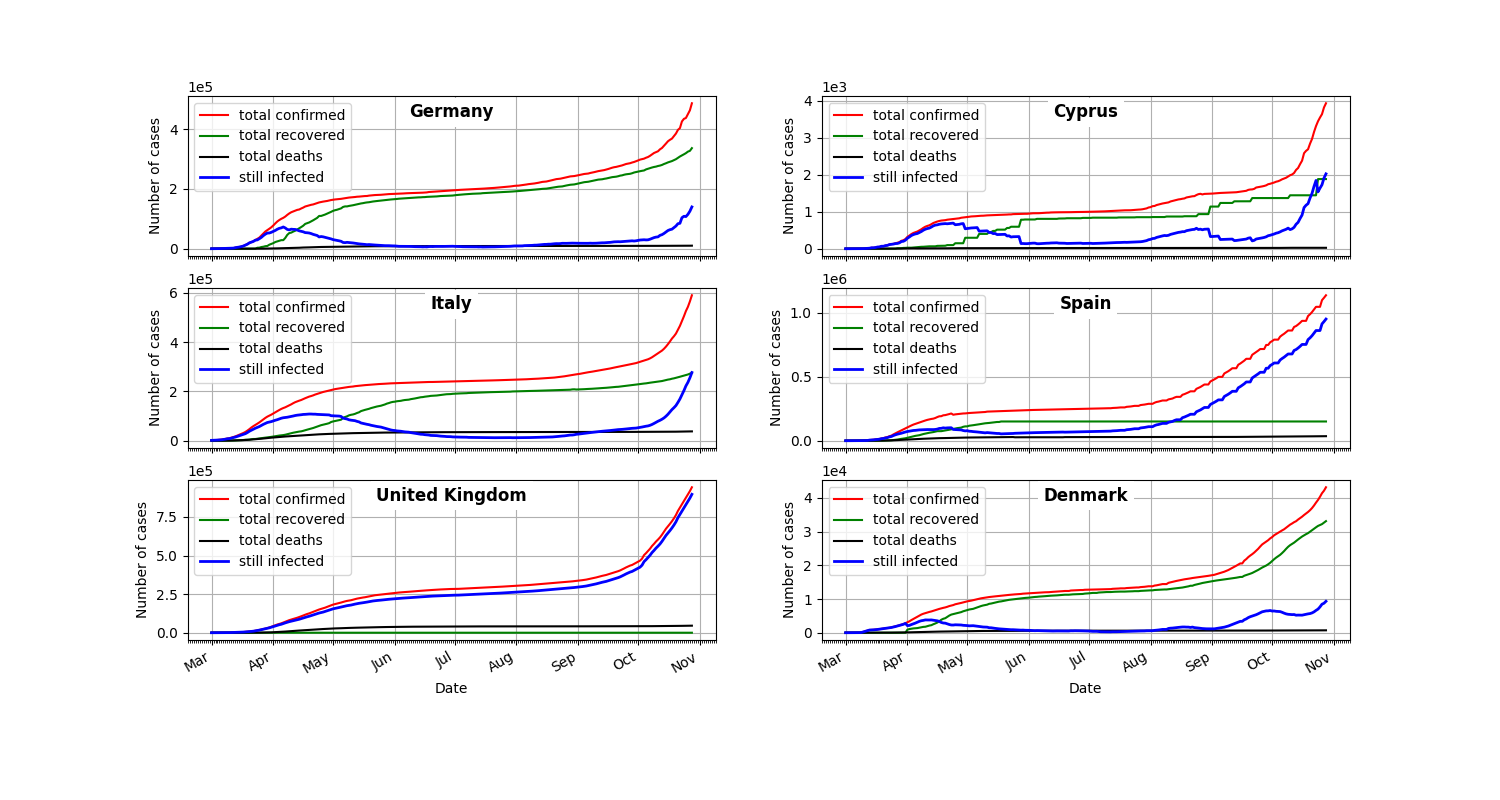 1e5
Germany
Number of cases
4
2
0
total confirmed
total recovered
total deaths
still infected
1e3
Cyprus
Number of cases
4
3
2
1
0
total confirmed
total recovered
total deaths
still infected
1e5
Italy
Number of cases
6
4
2
0
total confirmed
total recovered
total deaths
still infected
1e6
Spain
Number of cases
1.0
0.5
0.0
total confirmed
total recovered
total deaths
still infected
1e5
United Kingdom
Number of cases
7.5
5.0
2.5
0.0
total confirmed
total recovered
total deaths
still infected
Mar Apr May Jun Jul Aug Sep Oct Nov
Date
1e4
Denmark
Number of cases
4
3
2
1
0
total confirmed
total recovered
total deaths
still infected
Mar Apr May Jun Jul Aug Sep Oct Nov
Date